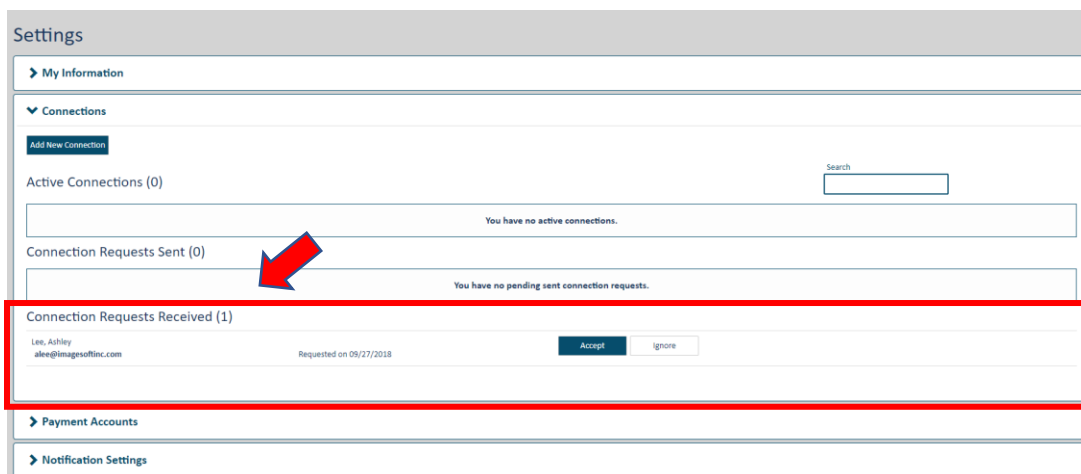 Settings
My Information
Connections
Add New Connection
Search
Active Connections (0)
You have no active connections.
Connection Requests Sent (0)
You have no pending sent connection requests.
Connection Requests Received (1)
Lee, Ashley
alee@imagesoftinc.com
Requested on 09/27/2018
Accept
Ignore
Payment Accounts
Notification Settings